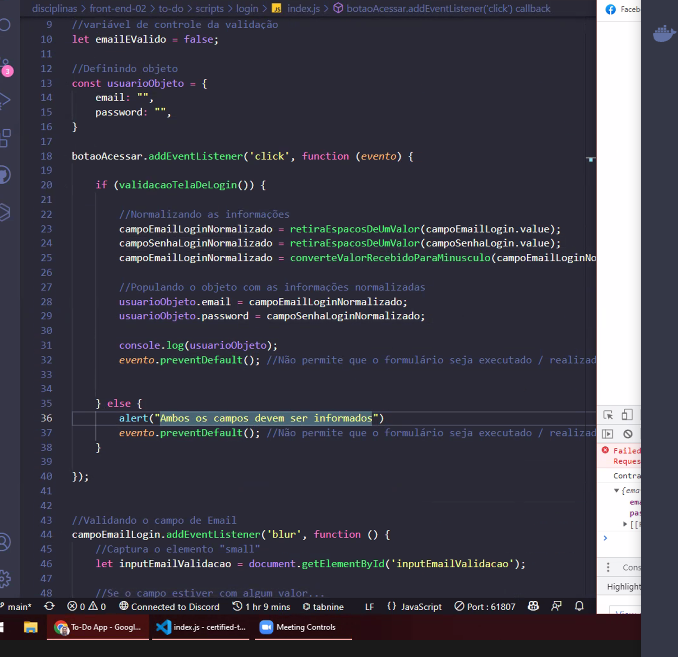 disciplinas > front-end-02 > to-do > scripts > login > JS index.js > botaoAcessar.addEventListener('click') callback
Faceb
9 //variável de controle da validação
10 let emailEValido = false;
11
12 //Definindo objeto
13 const usuarioObjeto = {
14 email: "",
15 password: "",
16 }
17
18 botaoAcessar.addEventListener('click', function (evento) {
19
20 if (validacaoTelaDeLogin()) {
21
22 //Normalizando as informações
23 campoEmailLoginNormalizado = retiraEspacosDeUmValor(campoEmailLogin.value);
24 campoSenhaLoginNormalizado = retiraEspacosDeUmValor(campoSenhaLogin.value);
25 campoEmailLoginNormalizado = converteValorRecebidoParaMinusculo(campoEmailLoginNo
26
27 //Populando o objeto com as informações normalizadas
28 usuarioObjeto.email = campoEmailLoginNormalizado;
29 usuarioObjeto.password = campoSenhaLoginNormalizado;
30
31 console.log(usuarioObjeto);
32 evento.preventDefault(); //Não permite que o formulário seja executado / realizad
33
34
35 } else {
36 alert("Ambos os campos devem ser informados")
37 evento.preventDefault(); //Não permite que o formulário seja executado / realizad
38 }
39
40 });
41
42
43 //Validando o campo de Email
44 campoEmailLogin.addEventListener('blur', function () {
45 //Captura o elemento "small"
46 let inputEmailValidacao = document.getElementById('inputEmailValidacao');
47
48 //Se o campo estiver com algum valor...
3
Failed
Reques
Contra
{ema
em
pas
[[
Cons
Highligh
main* 0 0 Connected to Discord 1 hr 9 mins tabnine LF {} JavaScript Port : 61807
To-Do App - Googl... index.js - certified-t... Meeting Controls